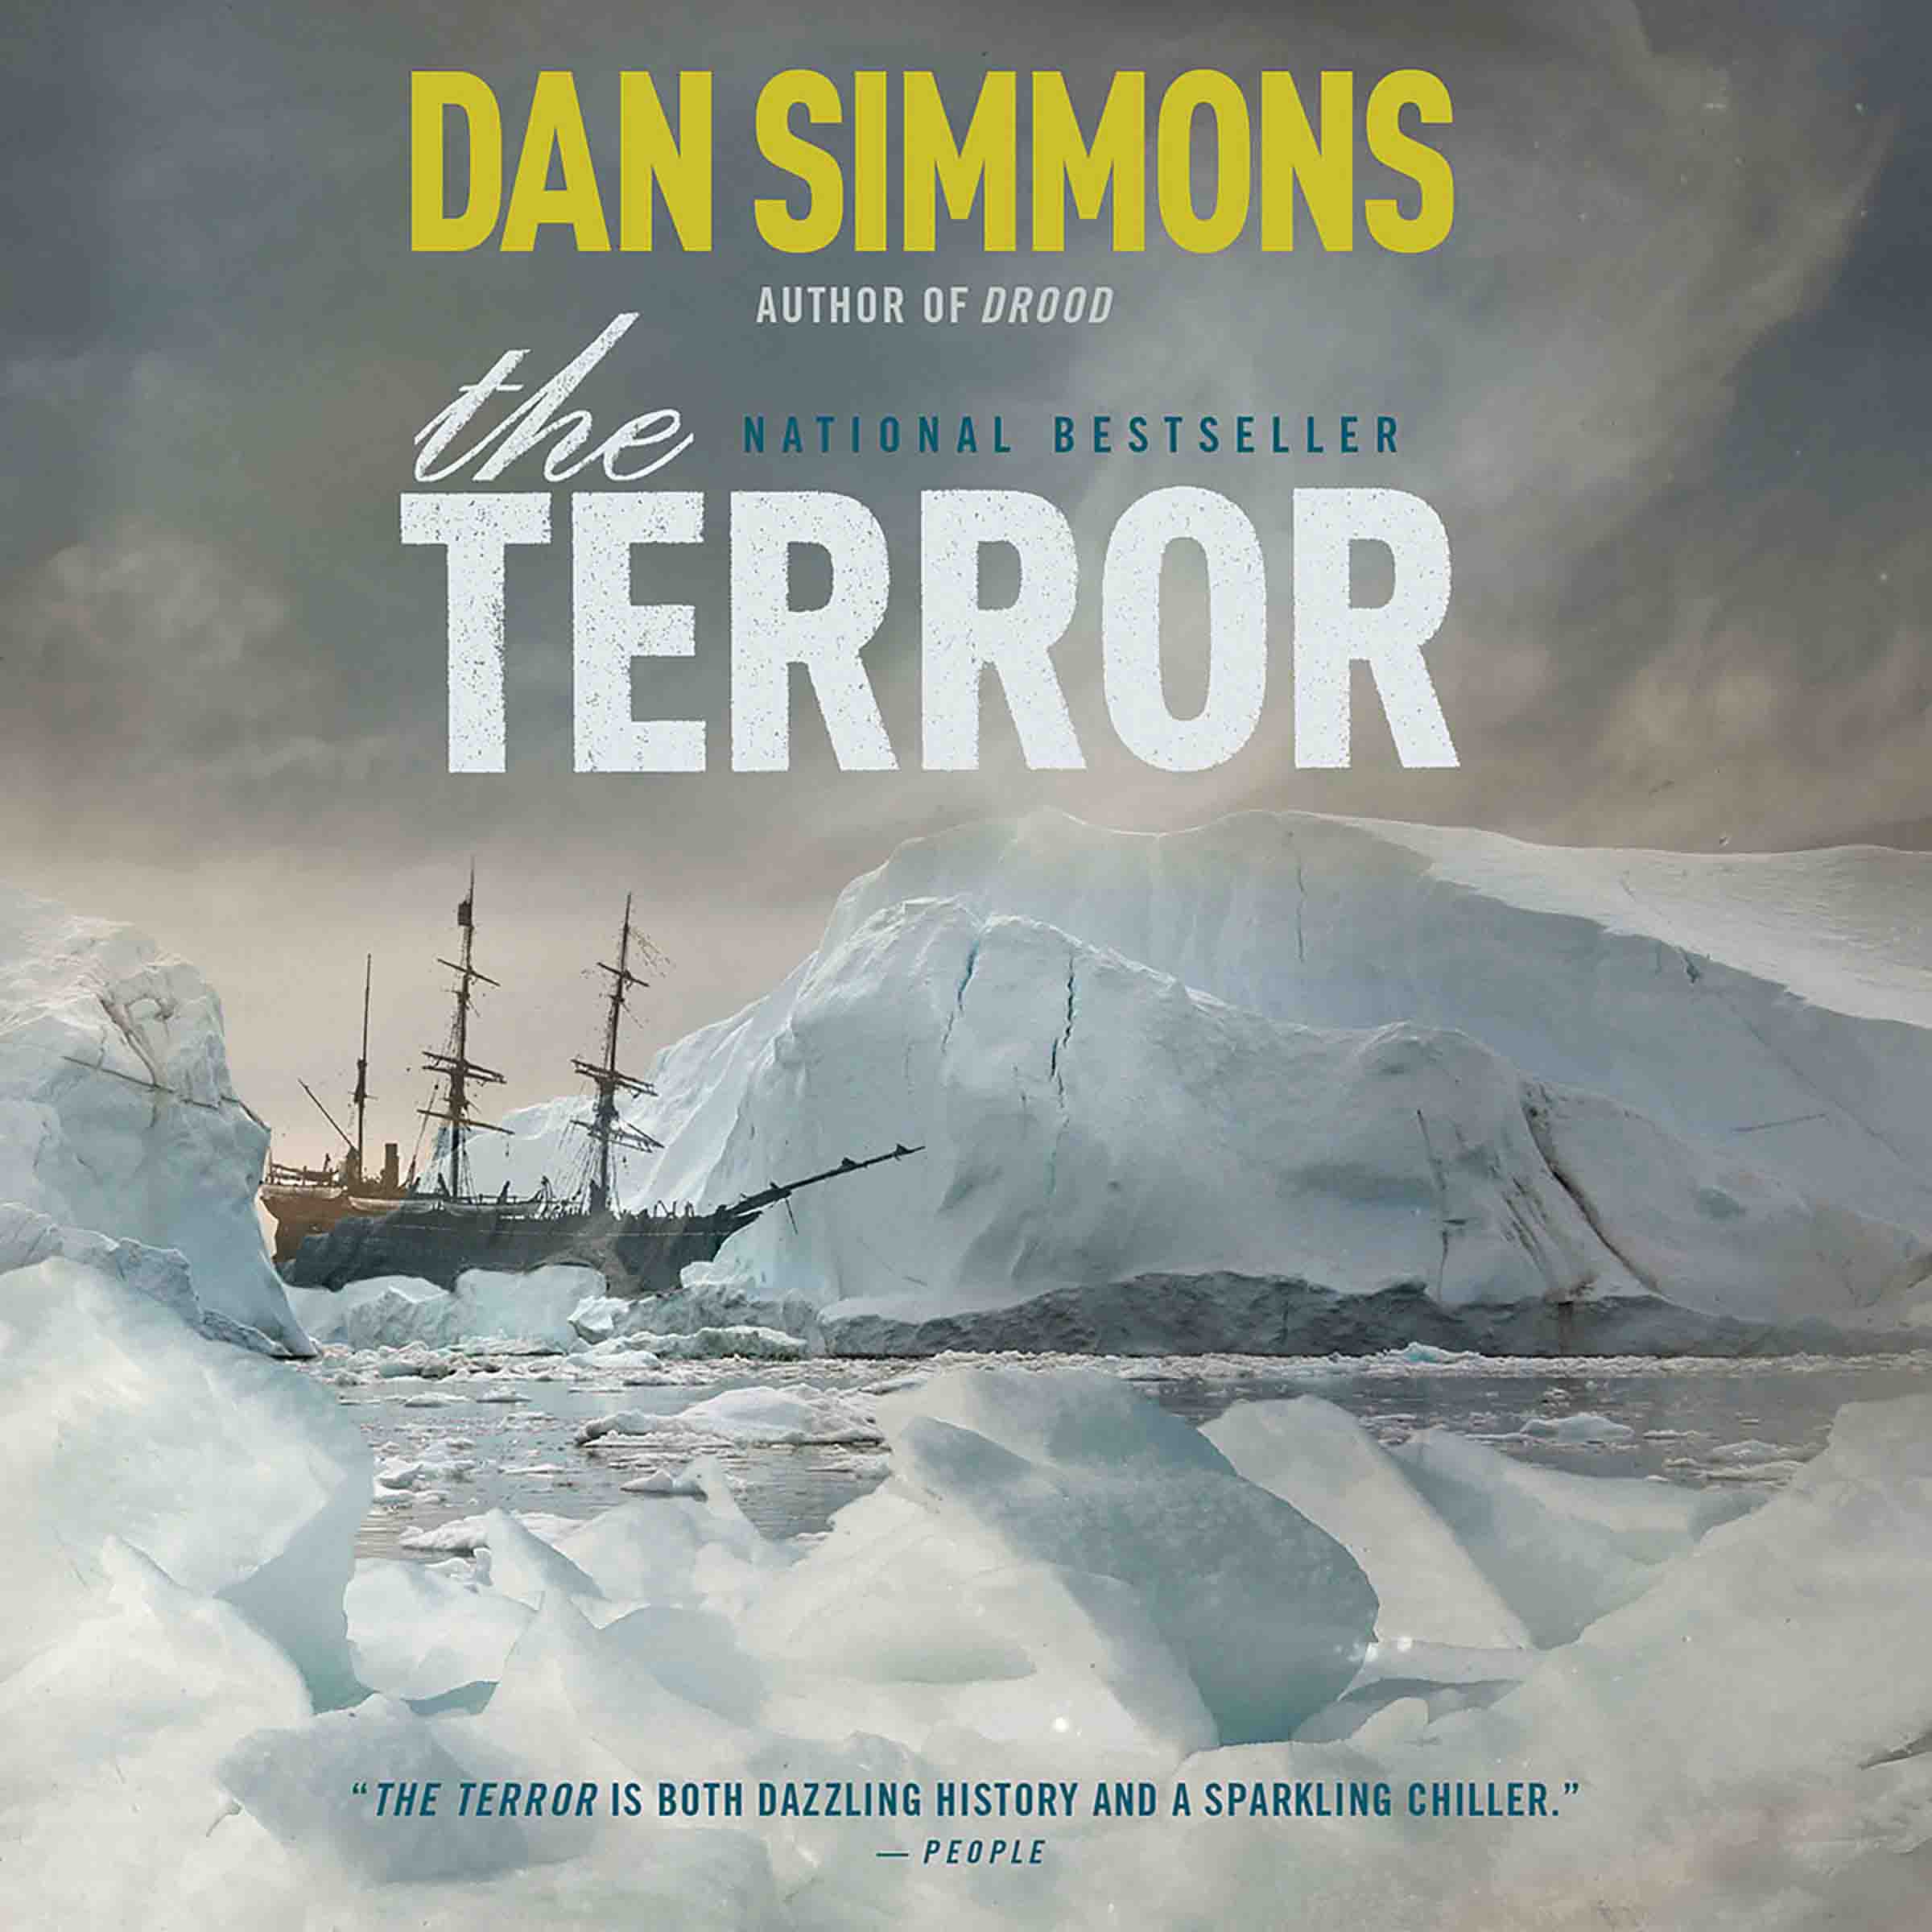 DAN SIMMONS
AUTHOR OF DROOD
the
NATIONAL BESTSELLER
TERROR
“THE TERROR IS BOTH DAZZLING HISTORY AND A SPARKLING CHILLER.”
— PEOPLE